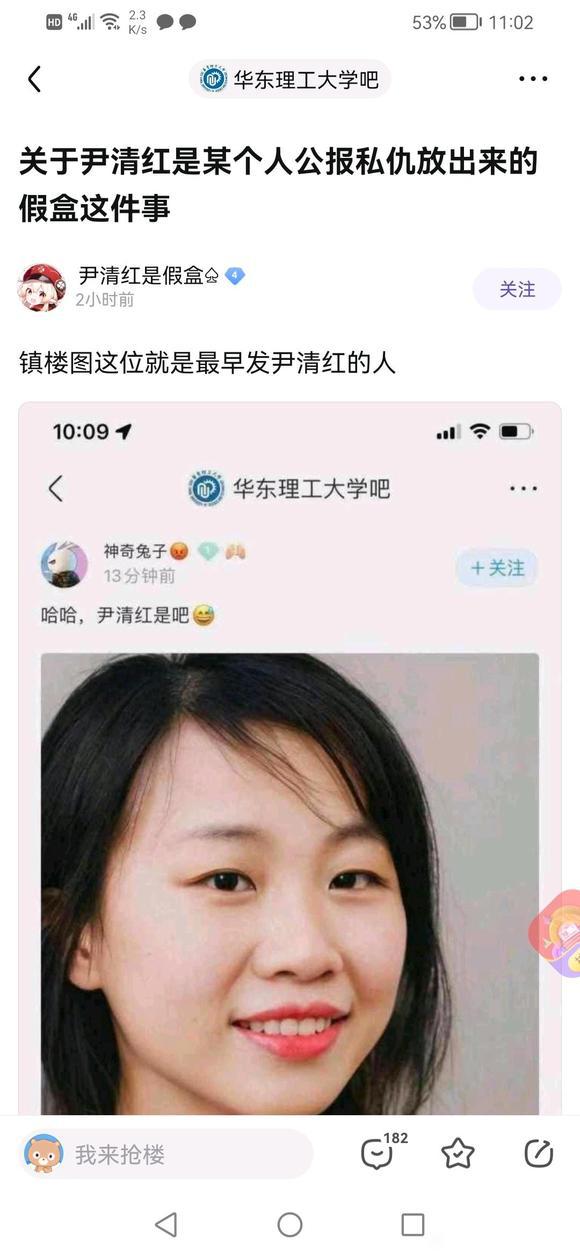 HD 4G 2.3 K/s 53% 11:02
华东理工大学吧
关于尹清红是某个人公报私仇放出来的
假盒这件事
尹清红是假盒♤ 4
2小时前
关注
镇楼图这位就是最早发尹清红的人
10:09
华东理工大学吧
神奇兔子😡 1
13分钟前
+关注
哈哈，尹清红是吧😅
我来抢楼
182